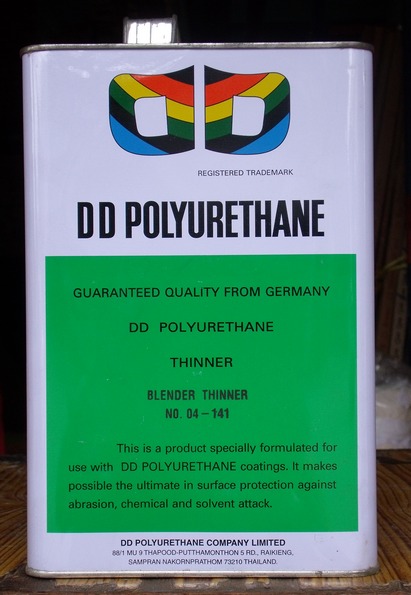 REGISTERED TRADEMARK
DD POLYURETHANE
GUARANTEED QUALITY FROM GERMANY
DD POLYURETHANE
THINNER
BLENDER THINNER
NO. 04-141
This is a product specially formulated for
use with DD POLYURETHANE coatings. It makes
possible the ultimate in surface protection against
abrasion, chemical and solvent attack.
DD POLYURETHANE COMPANY LIMITED
88/1 MU 9 THAPOOD-PUTTHAMONTHON 5 RD., RAIKIENG,
SAMPRAN NAKORNPRATHOM 73210 THAILAND.